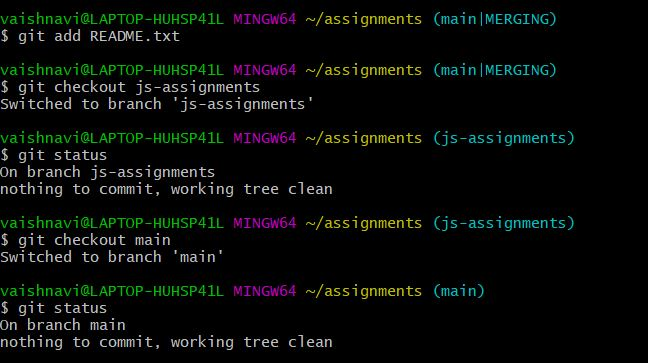 vaishnavi@LAPTOP-HUHSP41L MINGW64 ~/assignments (main|MERGING)
$ git add README.txt
vaishnavi@LAPTOP-HUHSP41L MINGW64 ~/assignments (main|MERGING)
$ git checkout js-assignments
Switched to branch 'js-assignments'
vaishnavi@LAPTOP-HUHSP41L MINGW64 ~/assignments (js-assignments)
$ git status
On branch js-assignments
nothing to commit, working tree clean
vaishnavi@LAPTOP-HUHSP41L MINGW64 ~/assignments (js-assignments)
$ git checkout main
Switched to branch 'main'
vaishnavi@LAPTOP-HUHSP41L MINGW64 ~/assignments (main)
$ git status
On branch main
nothing to commit, working tree clean